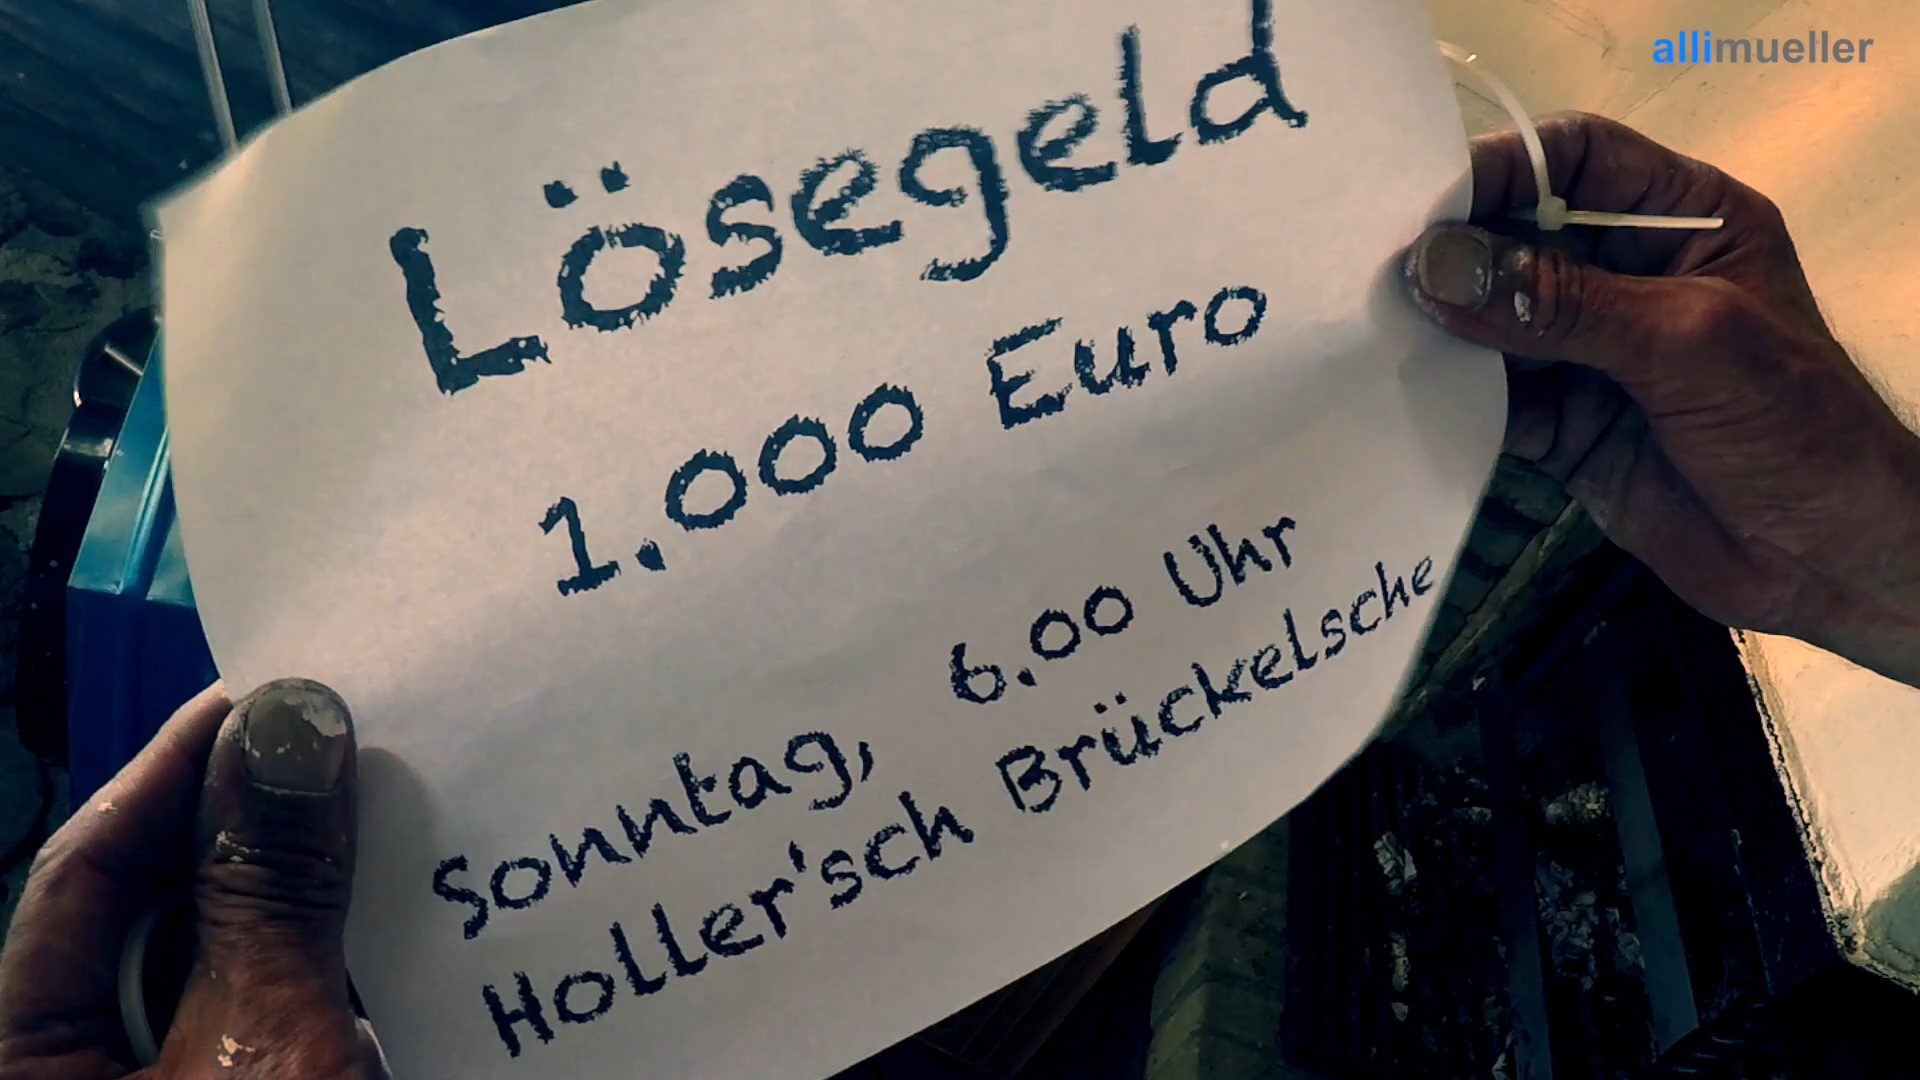 allimueller
Lösegeld
1.000 Euro
Sonntag, 6.00 Uhr
Holler'sch Brückelsche